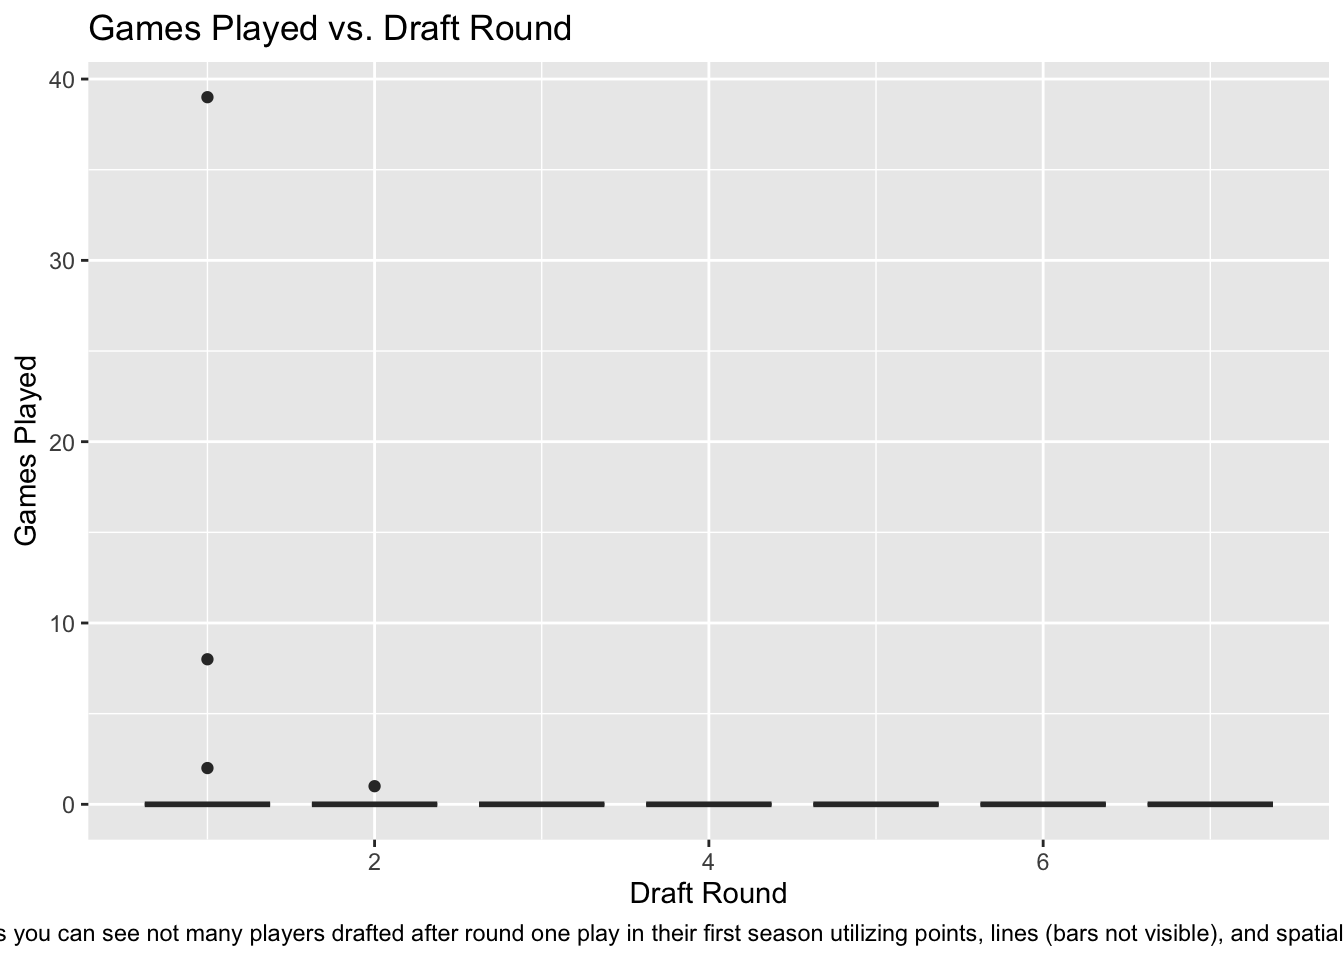 Games Played vs. Draft Round
40
30
20
10
0
Games Played
2 4 6
Draft Round
s you can see not many players drafted after round one play in their first season utilizing points, lines (bars not visible), and spatial